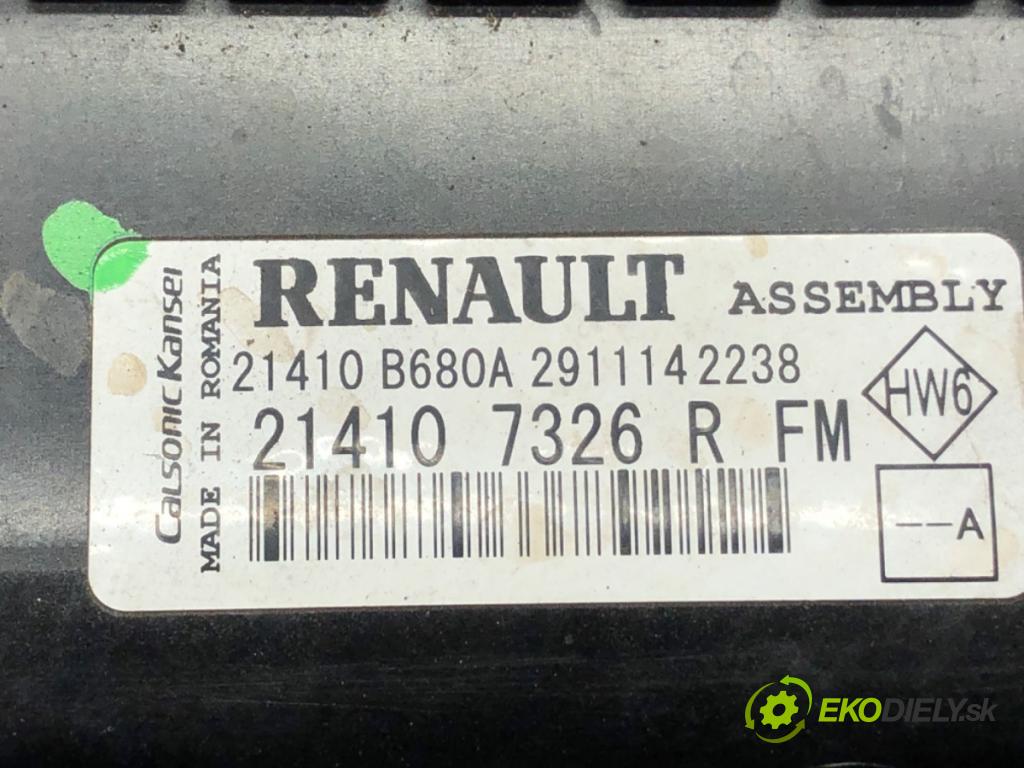 Calsonic Kansei
MADE IN ROMANIA
RENAULT ASSEMBLY
21410 B680A 2911142238
21410 7326 R FM
HW6
--A
EKODIELY.sk